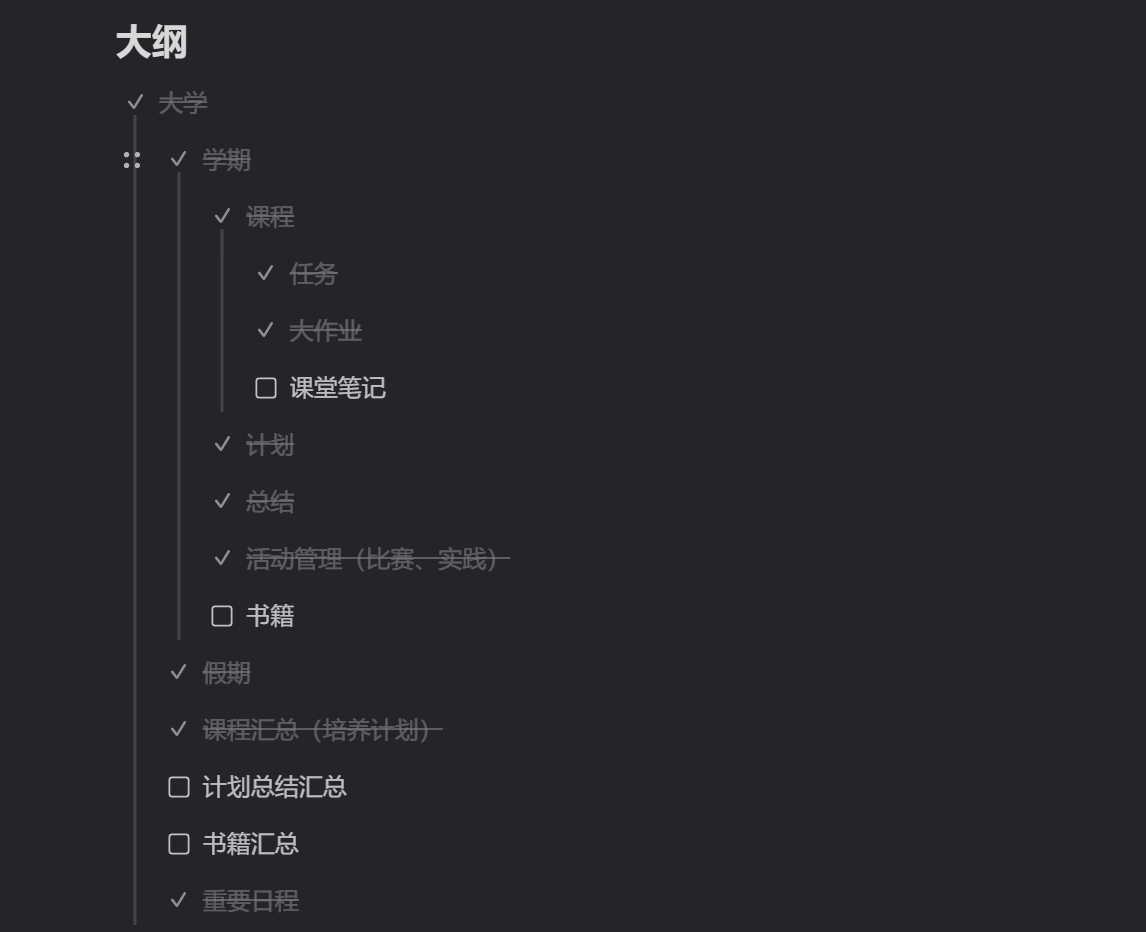 大纲
大学
学期
课程
任务
大作业
课堂笔记
计划
总结
活动管理（比赛、实践）
书籍
假期
课程汇总（培养计划）
计划总结汇总
书籍汇总
重要日程